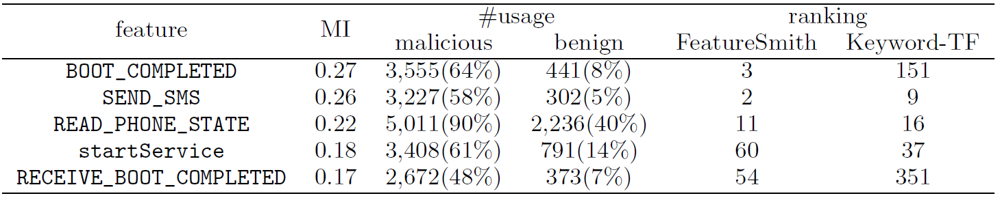 feature MI #usage ranking
malicious benign FeatureSmith Keyword-TF
BOOT_COMPLETED 0.27 3,555(64%) 441(8%) 3 151
SEND_SMS 0.26 3,227(58%) 302(5%) 2 9
READ_PHONE_STATE 0.22 5,011(90%) 2,236(40%) 11 16
startService 0.18 3,408(61%) 791(14%) 60 37
RECEIVE_BOOT_COMPLETED 0.17 2,672(48%) 373(7%) 54 351